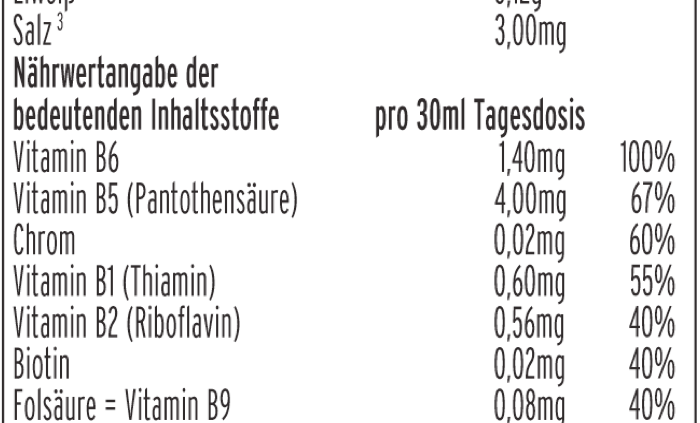 Salz ³ 3,00mg
Nährwertangabe der
bedeutenden Inhaltsstoffe pro 30ml Tagesdosis
Vitamin B6 1,40mg 100%
Vitamin B5 (Pantothensäure) 4,00mg 67%
Chrom 0,02mg 60%
Vitamin B1 (Thiamin) 0,60mg 55%
Vitamin B2 (Riboflavin) 0,56mg 40%
Biotin 0,02mg 40%
Folsäure = Vitamin B9 0,08mg 40%